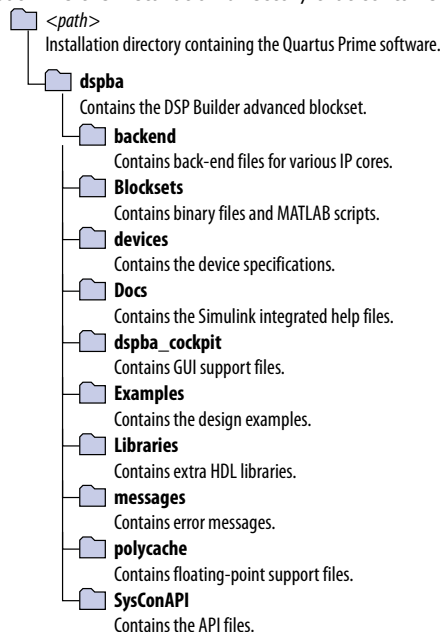 <path>
Installation directory containing the Quartus Prime software.
dspba
Contains the DSP Builder advanced blockset.
backend
Contains back-end files for various IP cores.
Blocksets
Contains binary files and MATLAB scripts.
devices
Contains the device specifications.
Docs
Contains the Simulink integrated help files.
dspba_cockpit
Contains GUI support files.
Examples
Contains the design examples.
Libraries
Contains extra HDL libraries.
messages
Contains error messages.
polycache
Contains floating-point support files.
SysConAPI
Contains the API files.